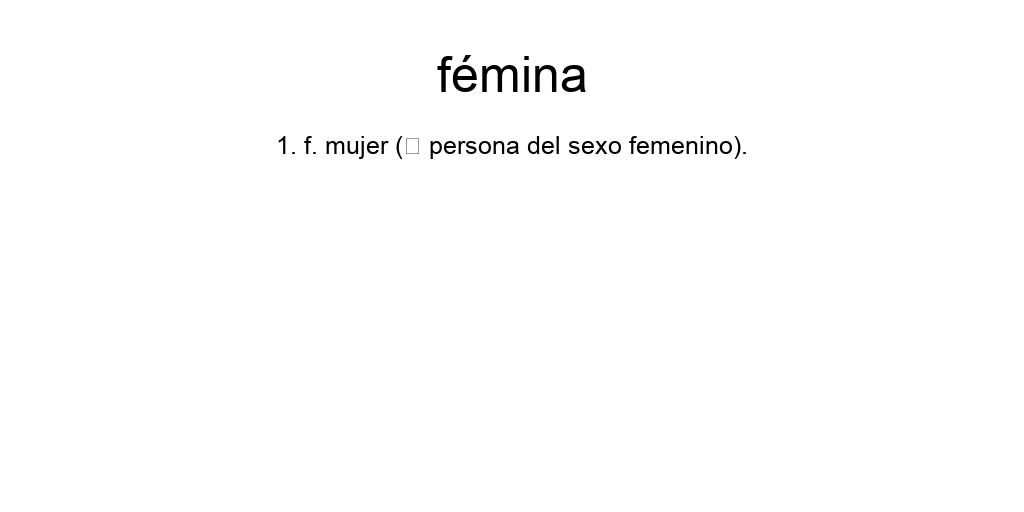 fémina
1. f. mujer (□ persona del sexo femenino).